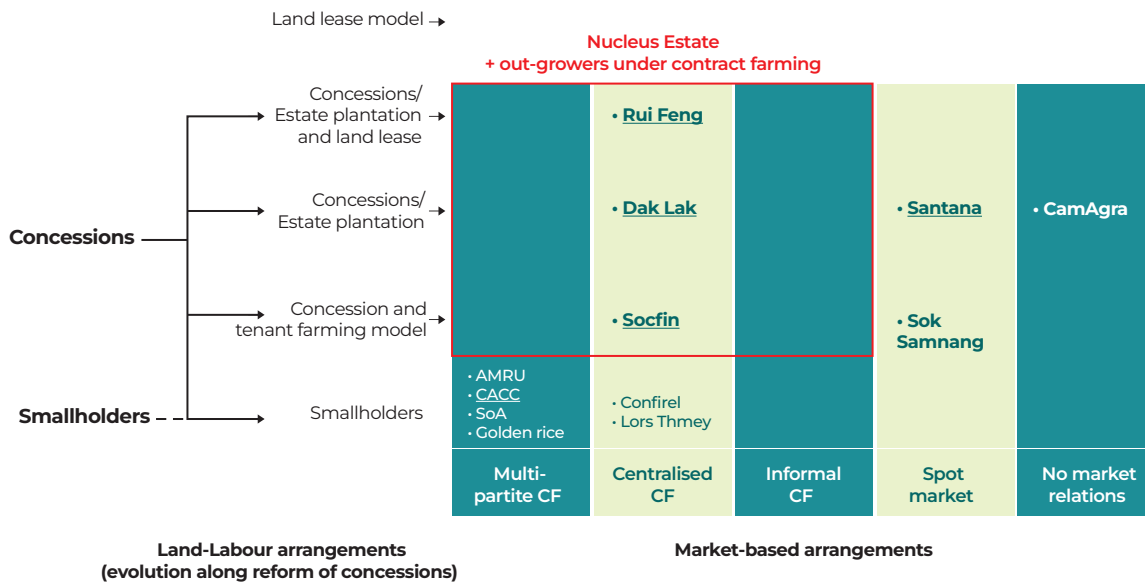 Land lease model
Nucleus Estate
+ out-growers under contract farming
Concessions/
Estate plantation
and land lease
• Rui Feng
Concessions
Concessions/
Estate plantation
• Dak Lak
• Santana
• CamAgra
Concession and
tenant farming model
• Socfin
• Sok
Samnang
Smallholders
Smallholders
• AMRU
• CACC
• SoA
• Golden rice
• Confirel
• Lors Thmey
Multi-
partite CF
Centralised
CF
Informal
CF
Spot
market
No market
relations
Land-Labour arrangements
(evolution along reform of concessions)
Market-based arrangements